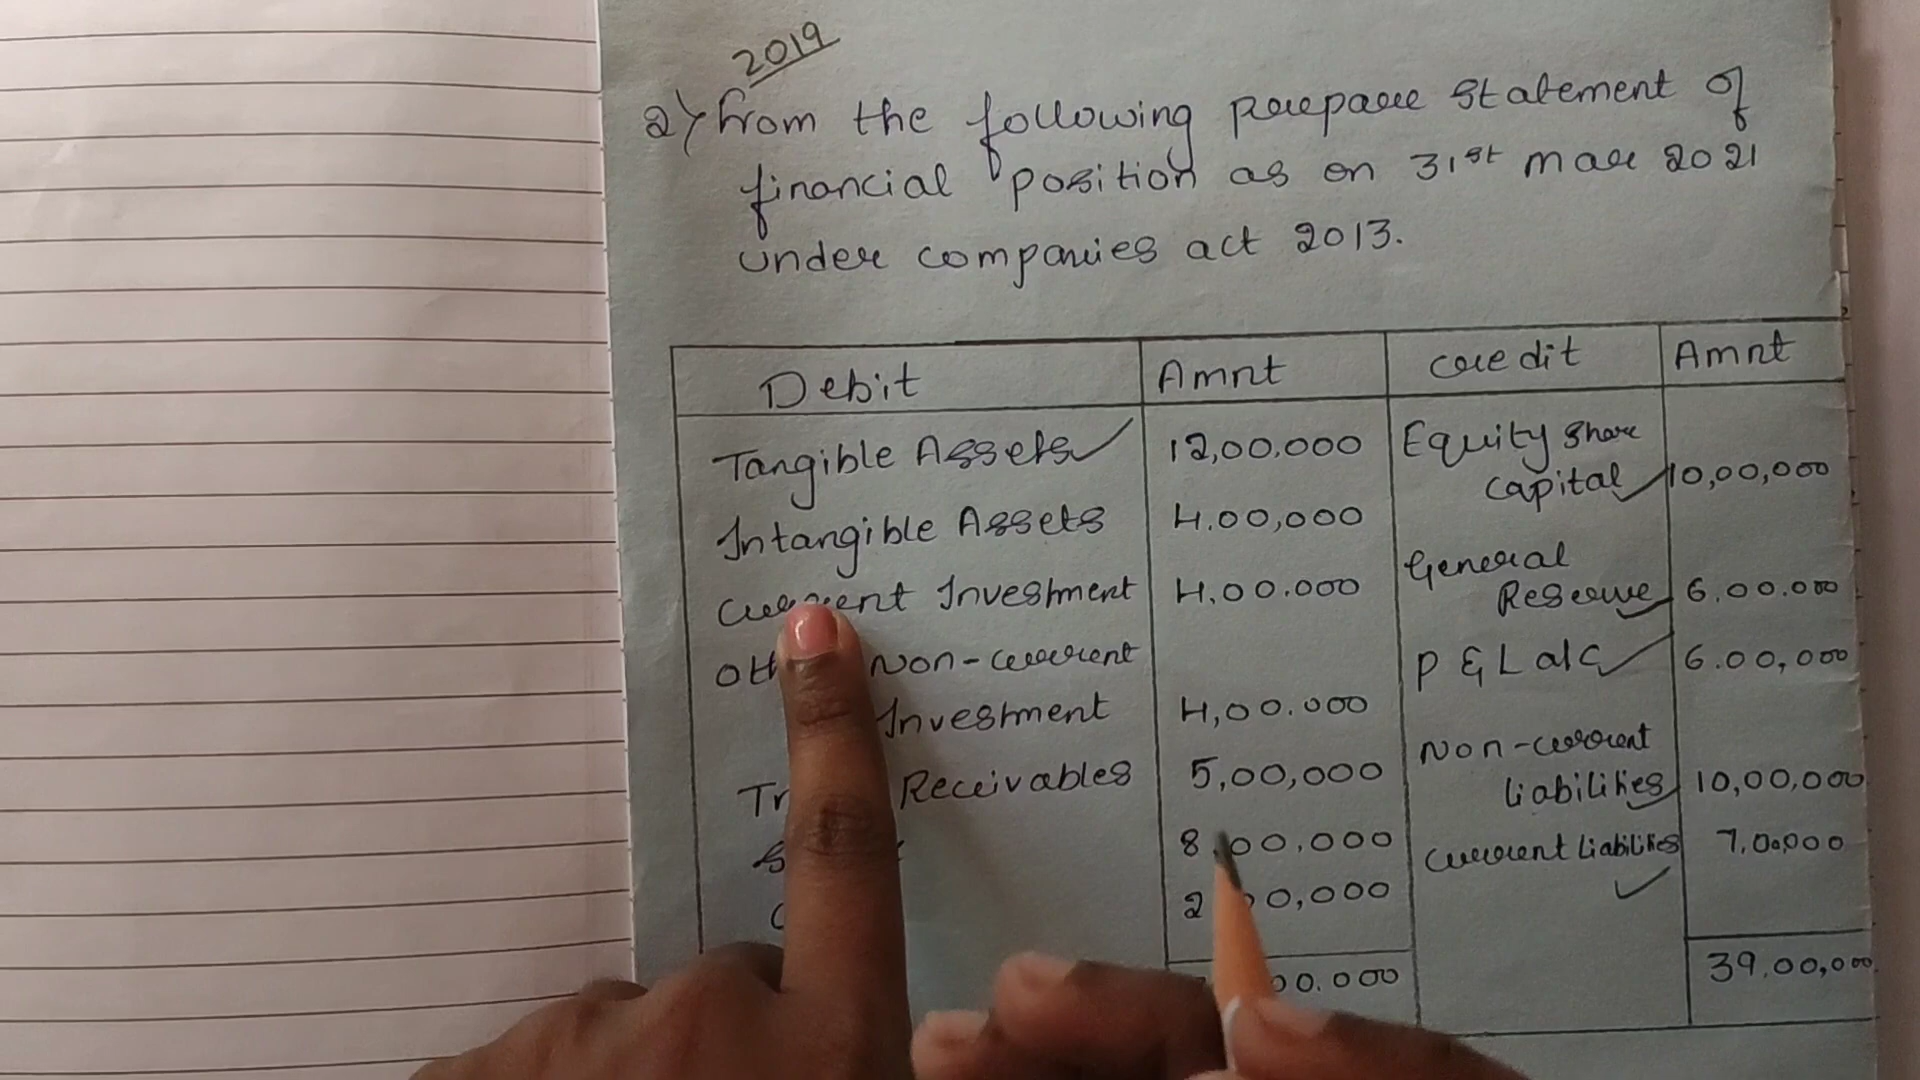 2019
2) From the following prepare statement of
financial position as on 31st mar 2021
under companies act 2013.
Debit Amnt credit Amnt
Tangible Assets 12,00,000 Equity share
capital 10,00,000
Intangible Assets 4.00,000
General
Current Investment 4.00.000 Reserve 6.00.000
Non-current P & L a/c 6.00,000
Investment 4,00.000
Non-current
Receivables 5,00,000 liabilities 10,00,000
8,00,000 current liabilities 7,00,000
00.000 39.00,000